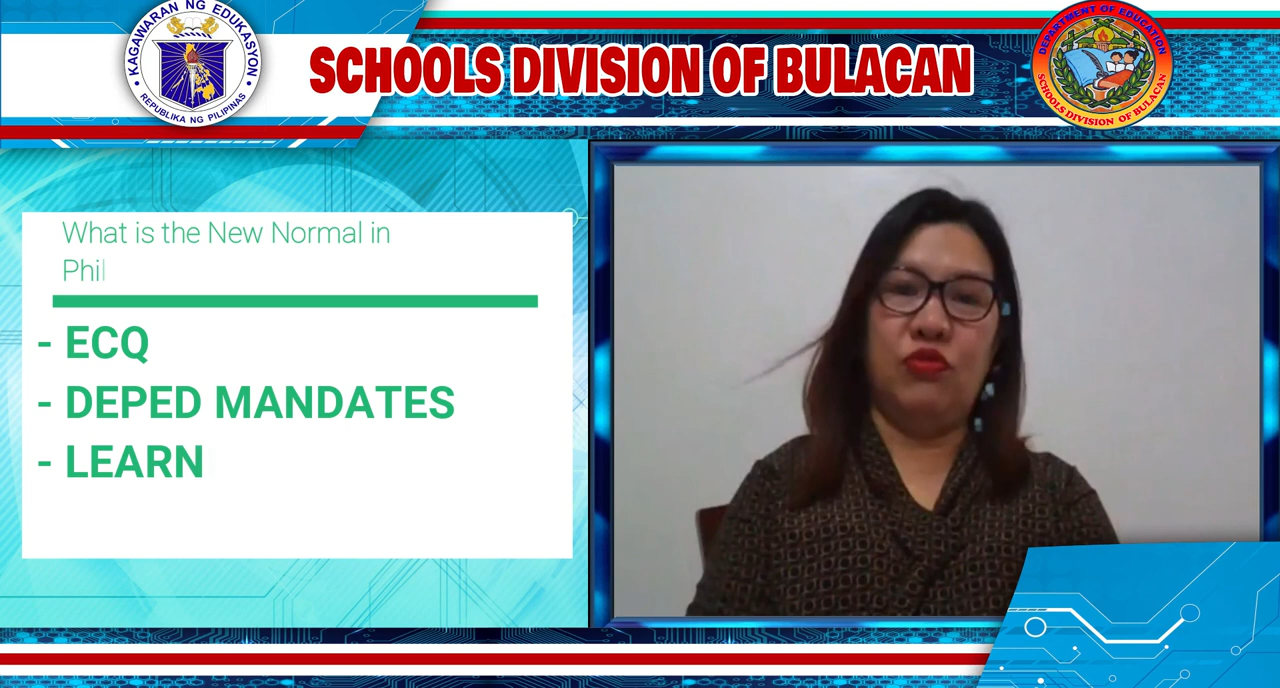 KAGAWARAN NG EDUKASYON
REPUBLIKA NG PILIPINAS
SCHOOLS DIVISION OF BULACAN
DEPARTMENT OF EDUCATION
SCHOOLS DIVISION OF BULACAN
What is the New Normal in
Phil
- ECQ
- DEPED MANDATES
- LEARN